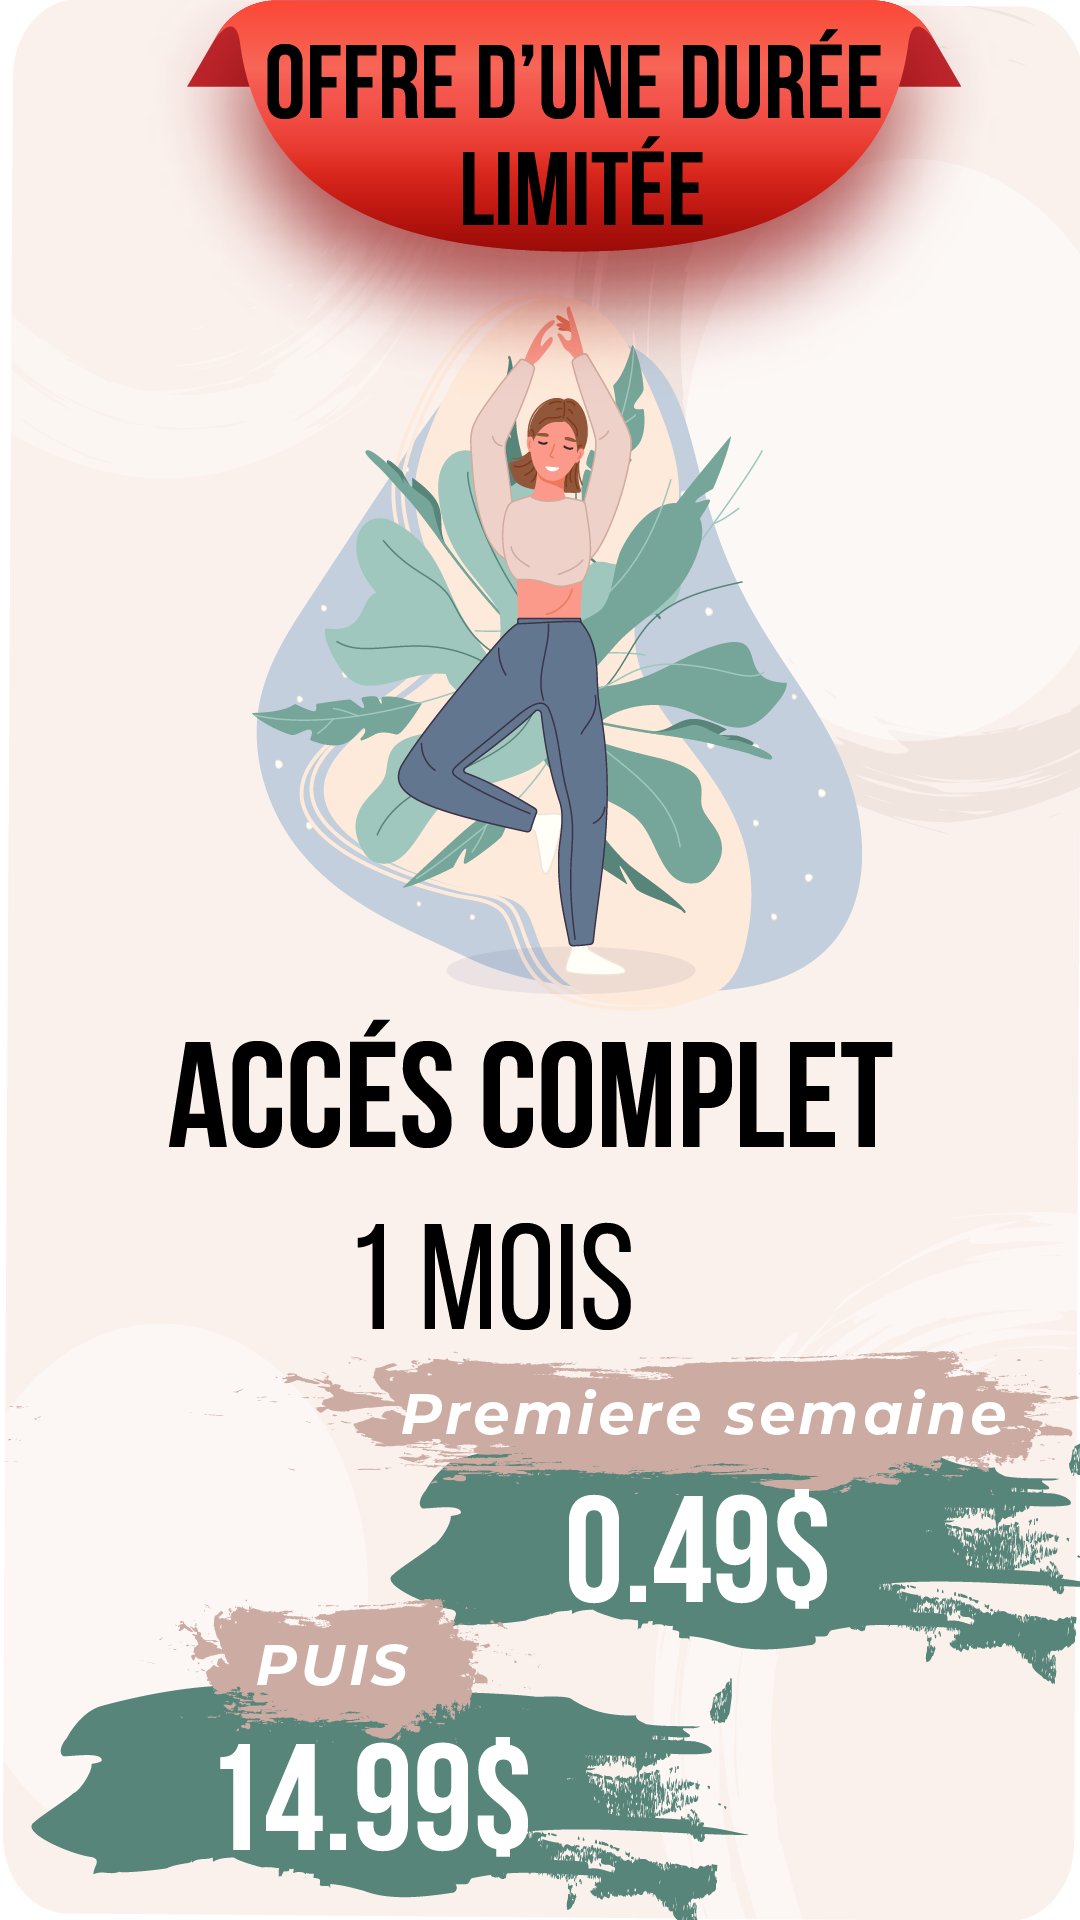 OFFRE D’UNE DURÉE
LIMITÉE
ACCÉS COMPLET
1 MOIS
Premiere semaine
0.49$
PUIS
14.99$